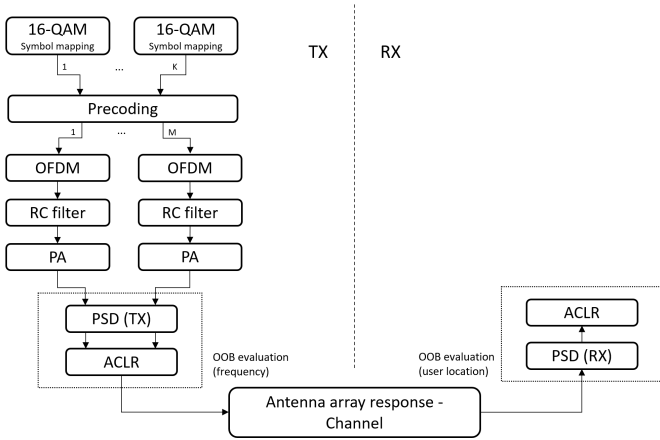 16-QAM
Symbol mapping
16-QAM
Symbol mapping
TX
RX
1
...
K
Precoding
1
...
M
OFDM
OFDM
RC filter
RC filter
PA
PA
PSD (TX)
ACLR
OOB evaluation
(frequency)
OOB evaluation
(user location)
ACLR
PSD (RX)
Antenna array response -
Channel